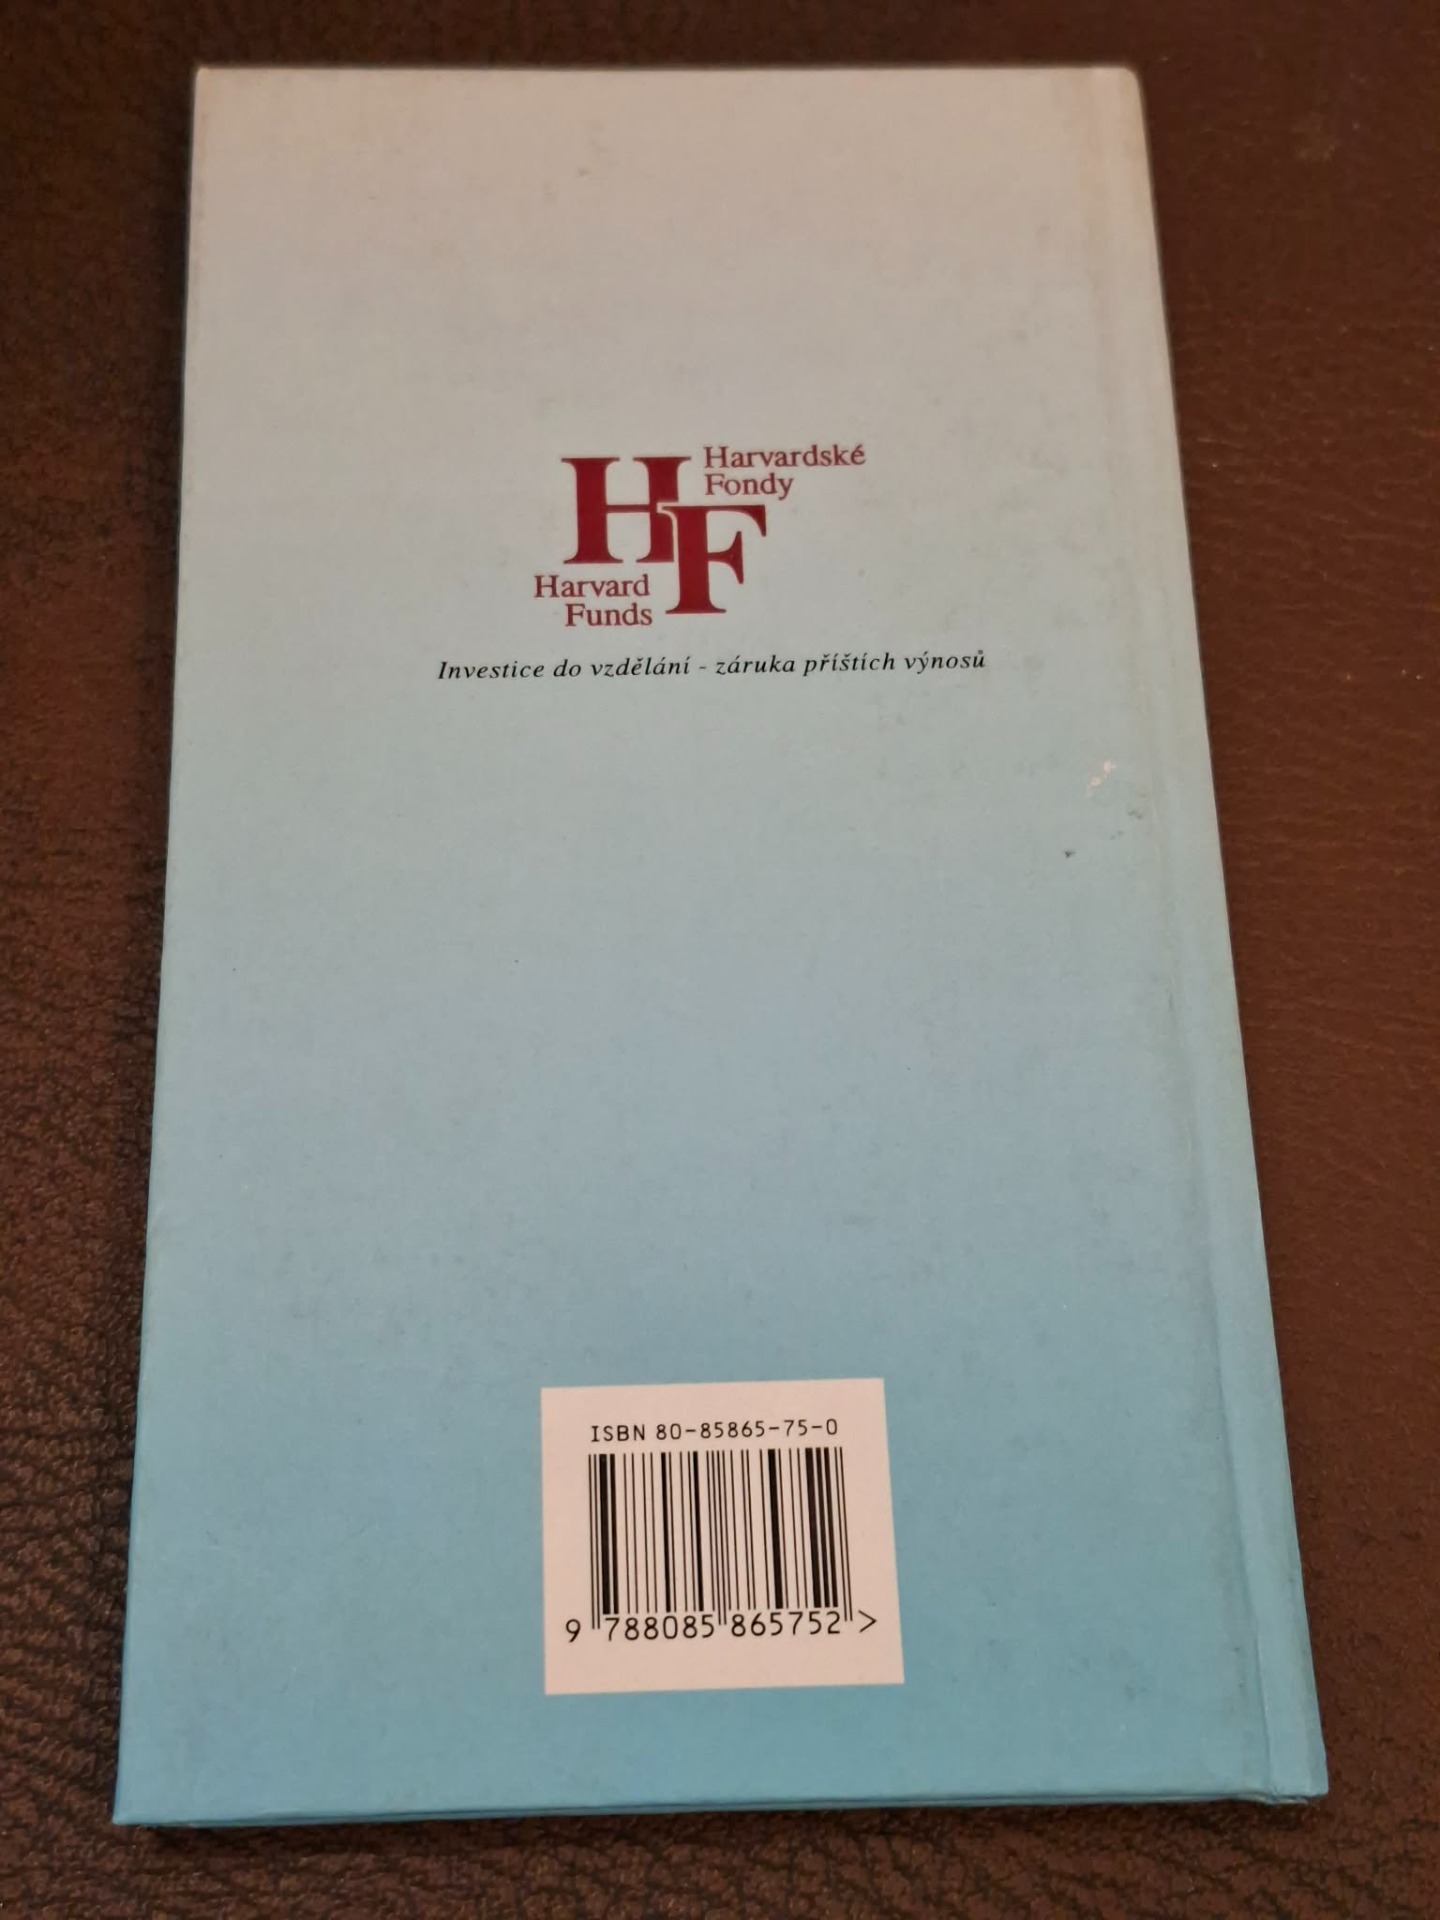 HF
Harvardské
Fondy
Harvard
Funds
Investice do vzdělání - záruka příštích výnosů
ISBN 80-85865-75-0
9 788085 865752 >